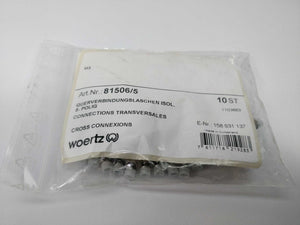 Art.Nr.: 81506/5
10 ST
QUERVERBINDUNGSLASCHEN ISOL.
5-POLIG
CONNECTIONS TRANSVERSALES
CROSS CONNEXIONS
E-Nr. 158 931 137
woertz